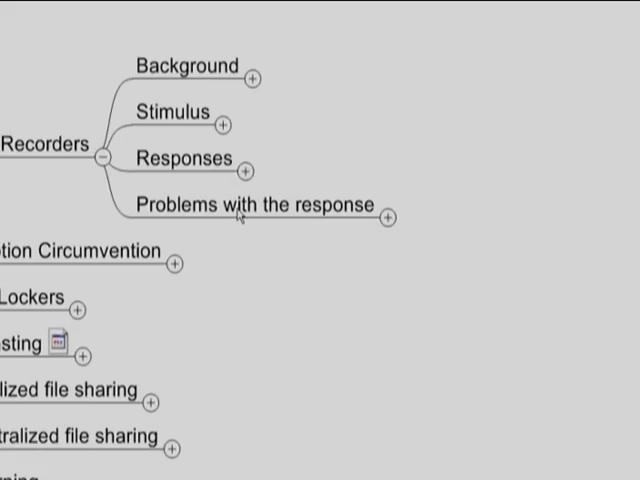 Background
Stimulus
Recorders
Responses
Problems with the response
tion Circumvention
Lockers
sting
lized file sharing
tralized file sharing